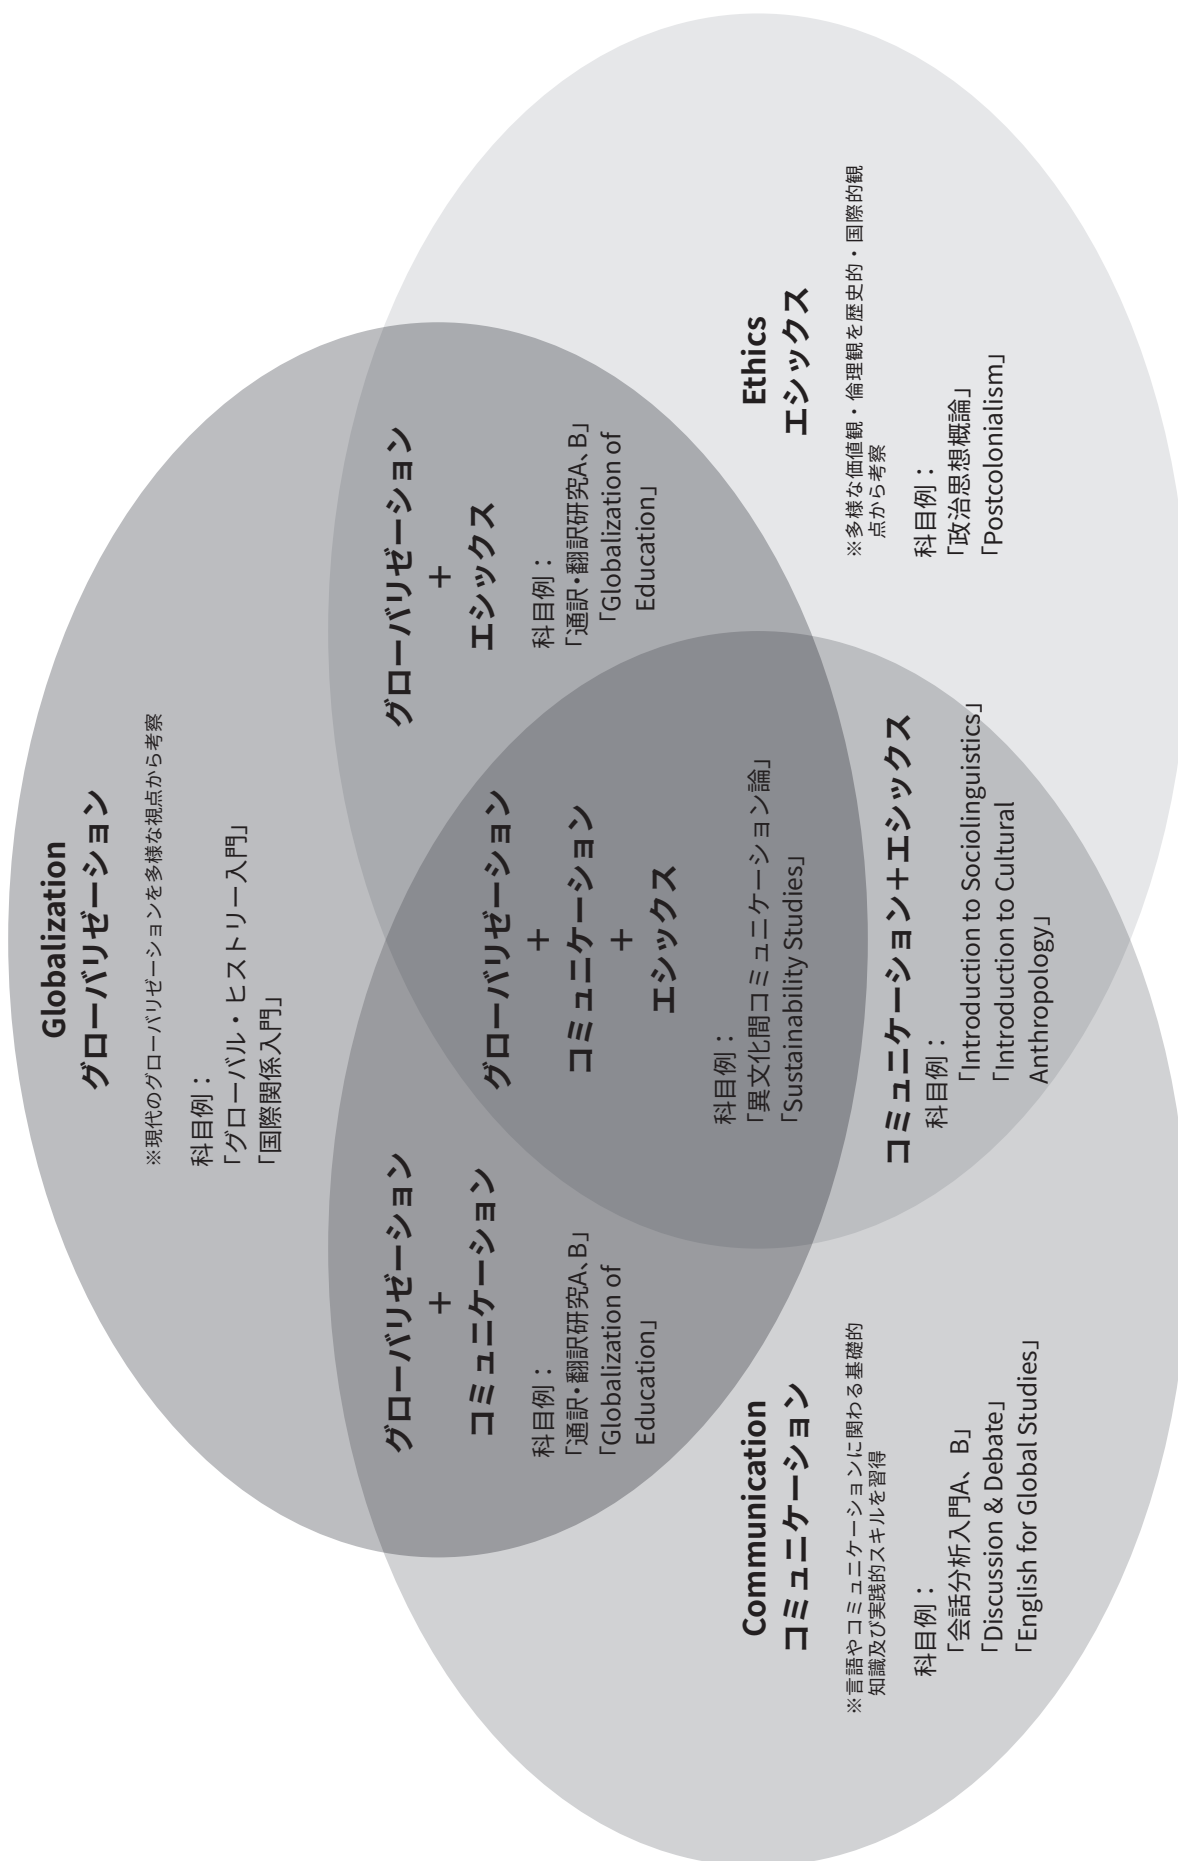 Globalization
グローバリゼーション
※現代のグローバリゼーションを多様な視点から考察
科目例：
「グローバル・ヒストリー入門」
「国際関係入門」
グローバリゼーション
＋
コミュニケーション
科目例：
「通訳・翻訳研究A、B」
「Globalization of
Education」
グローバリゼーション
＋
コミュニケーション
＋
エシックス
科目例：
「異文化間コミュニケーション論」
「Sustainability Studies」
グローバリゼーション
＋
エシックス
科目例：
「通訳・翻訳研究A、B」
「Globalization of
Education」
Communication
コミュニケーション
※言語やコミュニケーションに関わる基礎的
知識及び実践的スキルを習得
科目例：
「会話分析入門A、B」
「Discussion & Debate」
「English for Global Studies」
コミュニケーション＋エシックス
科目例：
「Introduction to Sociolinguistics」
「Introduction to Cultural
Anthropology」
Ethics
エシックス
※多様な価値観・倫理観を歴史的・国際的観
点から考察
科目例：
「政治思想概論」
「Postcolonialism」